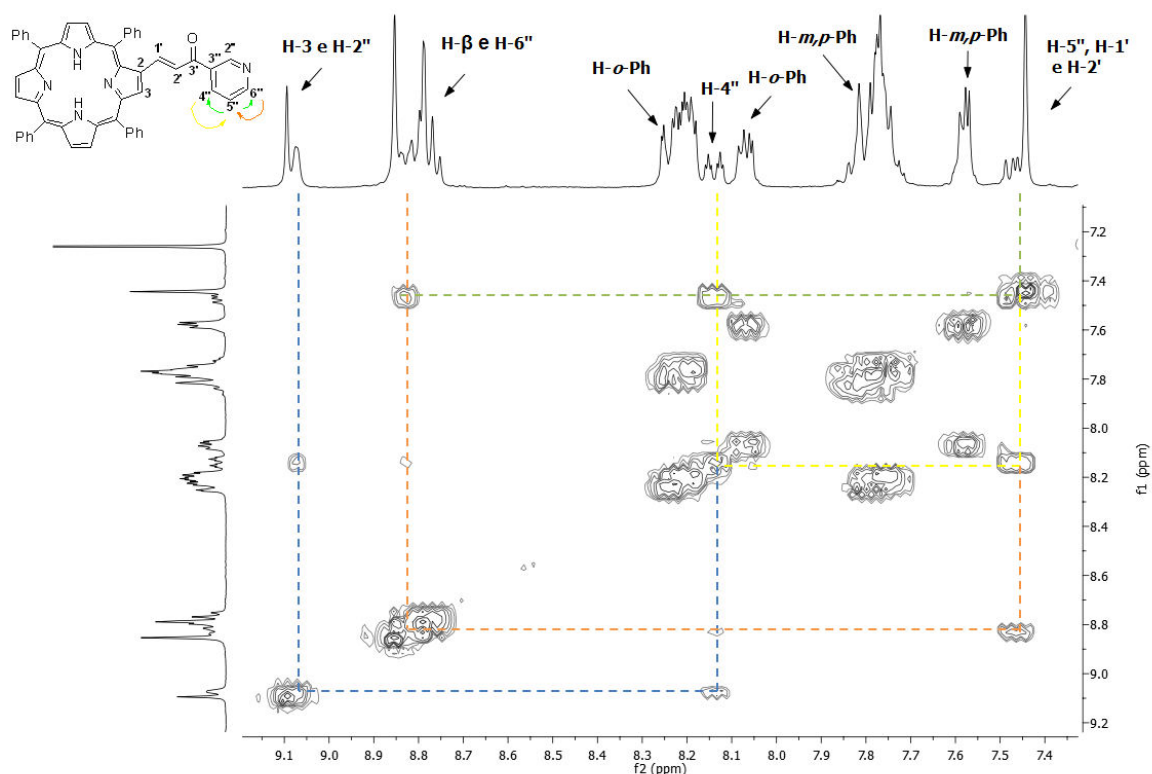 Ph
Ph
O
H-3 e H-2"
H-β e H-6"
H-o-Ph
H-4"
H-o-Ph
H-m,p-Ph
H-m,p-Ph
H-5", H-1'
e H-2'
1'
2'
3'
3"
2"
N
NH
N
N
HN
2
3
4"
5"
6"
Ph
Ph
7.2
7.4
7.6
7.8
8.0
8.2
8.4
8.6
8.8
9.0
9.2
f1 (ppm)
9.1 9.0 8.9 8.8 8.7 8.6 8.5 8.4 8.3 8.2 8.1 8.0 7.9 7.8 7.7 7.6 7.5 7.4
f2 (ppm)